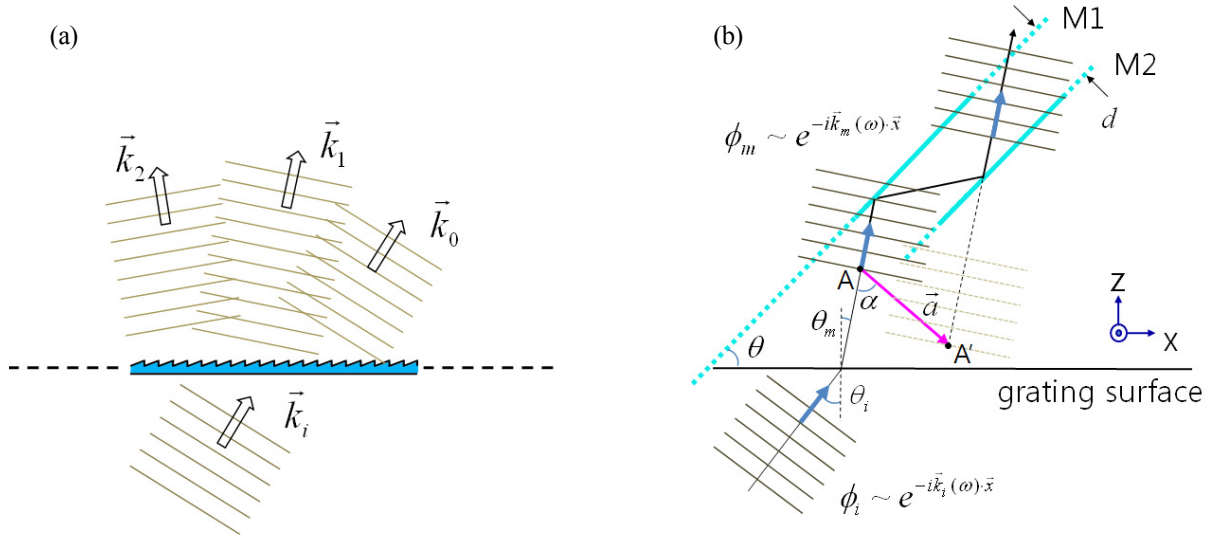 (a)
k⃗₂
k⃗₁
k⃗₀
k⃗ᵢ
(b)
M1
M2
d
ϕₘ ~ e^{-ik⃗ₘ(ω)·x⃗}
A
α
a⃗
θₘ
A'
Z
X
θ
θᵢ
grating surface
ϕᵢ ~ e^{-ik⃗ᵢ(ω)·x⃗}